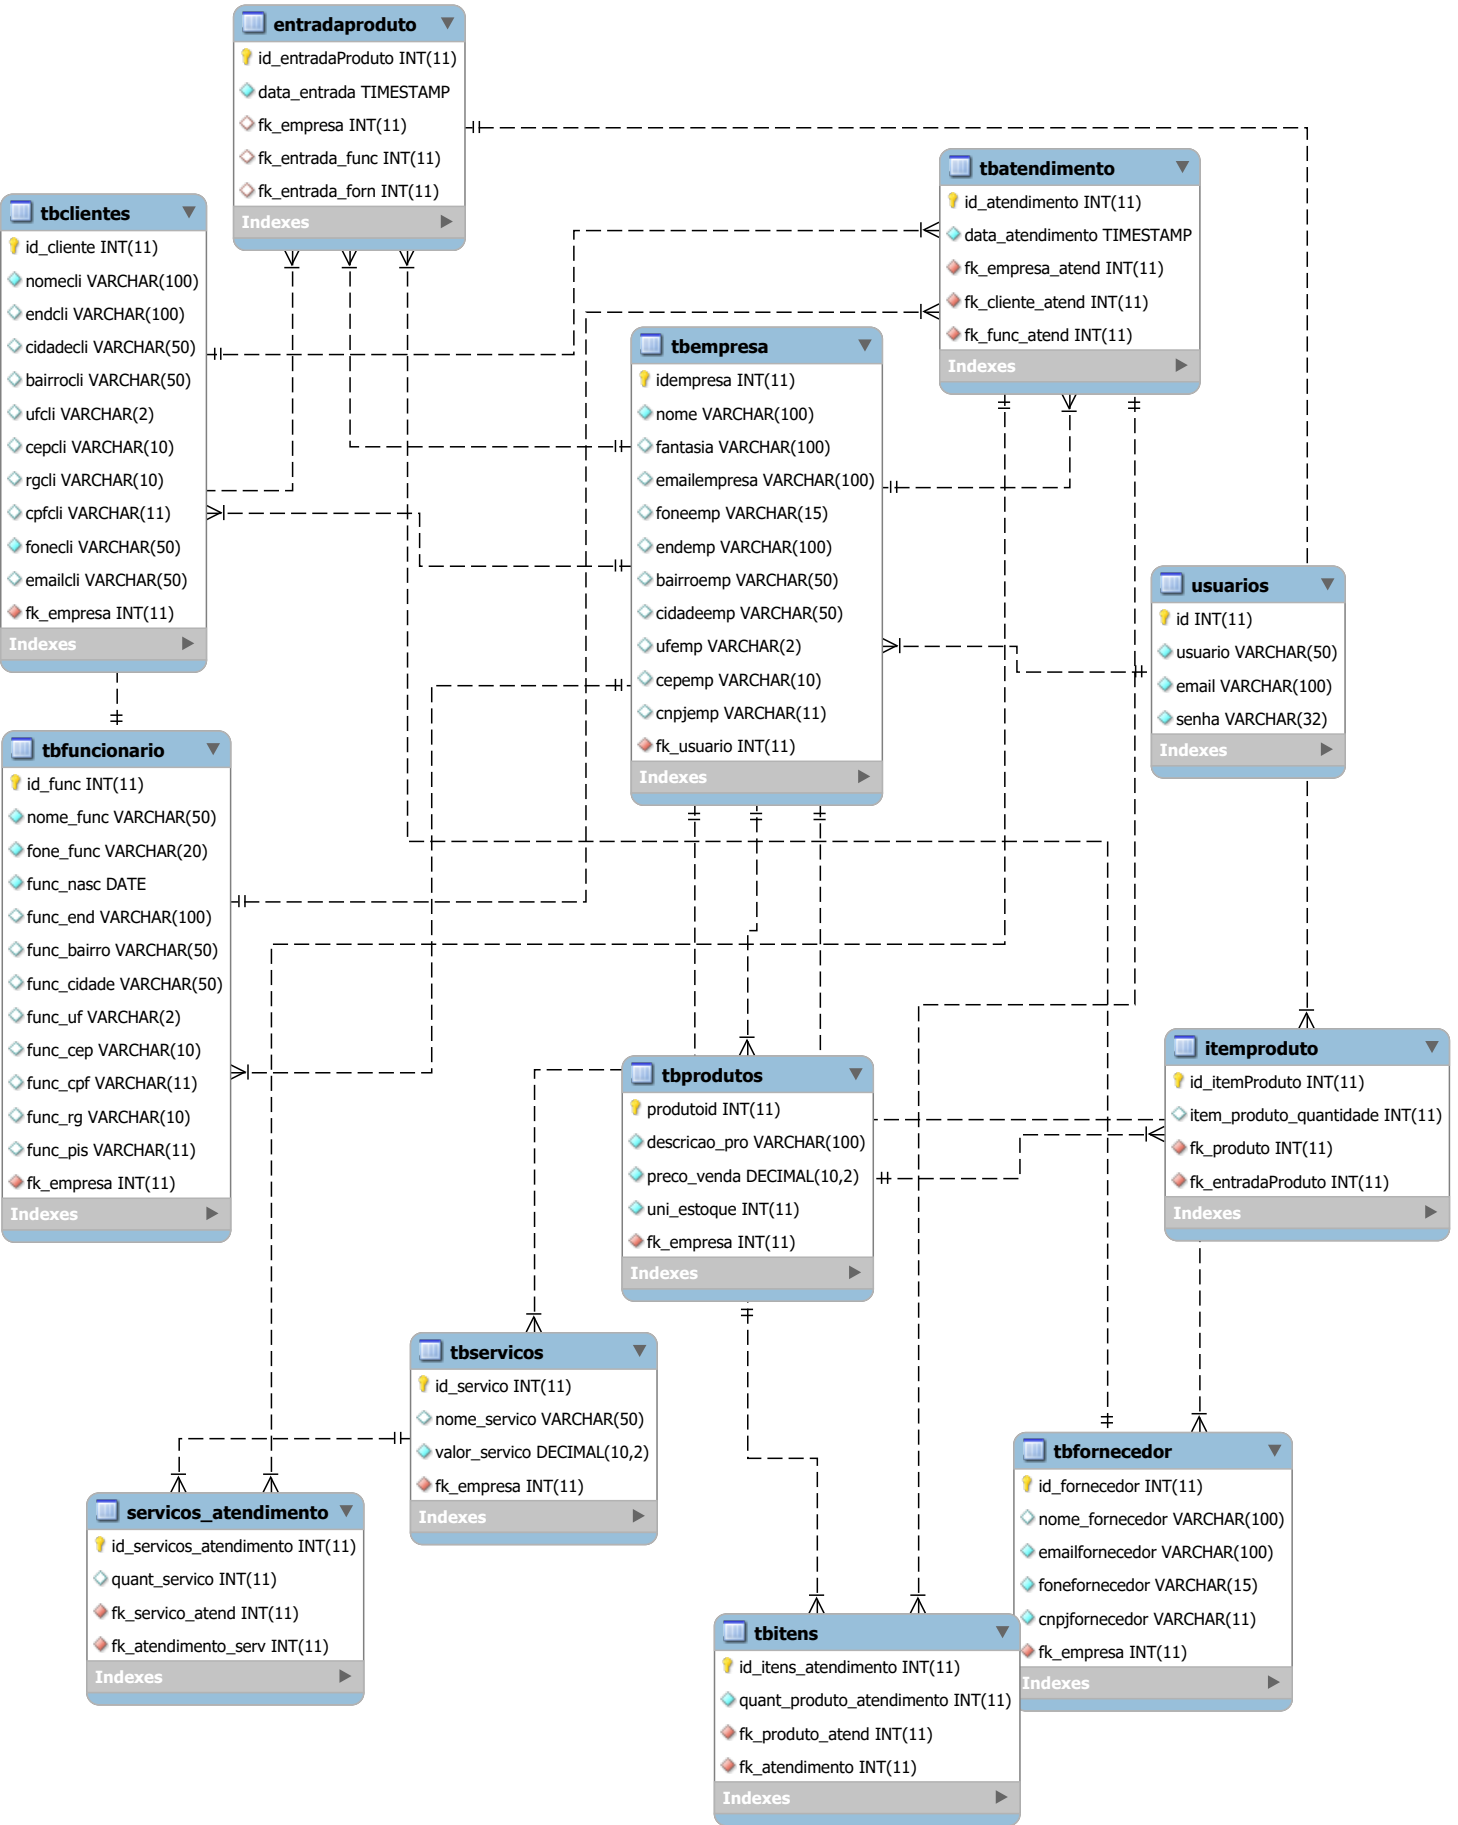 entradaproduto
id_entradaProduto INT(11)
data_entrada TIMESTAMP
fk_empresa INT(11)
fk_entrada_func INT(11)
fk_entrada_forn INT(11)
Indexes
tbatendimento
id_atendimento INT(11)
data_atendimento TIMESTAMP
fk_empresa_atend INT(11)
fk_cliente_atend INT(11)
fk_func_atend INT(11)
Indexes
tbclientes
id_cliente INT(11)
nomecli VARCHAR(100)
endcli VARCHAR(100)
cidadecli VARCHAR(50)
bairrocli VARCHAR(50)
ufcli VARCHAR(2)
cepcli VARCHAR(10)
rgcli VARCHAR(10)
cpfcli VARCHAR(11)
fonecli VARCHAR(50)
emailcli VARCHAR(50)
fk_empresa INT(11)
Indexes
tbempresa
idempresa INT(11)
nome VARCHAR(100)
fantasia VARCHAR(100)
emailempresa VARCHAR(100)
foneemp VARCHAR(15)
endemp VARCHAR(100)
bairroemp VARCHAR(50)
cidadeemp VARCHAR(50)
ufemp VARCHAR(2)
cepemp VARCHAR(10)
cnpjemp VARCHAR(11)
fk_usuario INT(11)
Indexes
usuarios
id INT(11)
usuario VARCHAR(50)
email VARCHAR(100)
senha VARCHAR(32)
Indexes
tbfuncionario
id_func INT(11)
nome_func VARCHAR(50)
fone_func VARCHAR(20)
func_nasc DATE
func_end VARCHAR(100)
func_bairro VARCHAR(50)
func_cidade VARCHAR(50)
func_uf VARCHAR(2)
func_cep VARCHAR(10)
func_cpf VARCHAR(11)
func_rg VARCHAR(10)
func_pis VARCHAR(11)
fk_empresa INT(11)
Indexes
tbprodutos
produtoid INT(11)
descricao_pro VARCHAR(100)
preco_venda DECIMAL(10,2)
uni_estoque INT(11)
fk_empresa INT(11)
Indexes
itemproduto
id_itemProduto INT(11)
item_produto_quantidade INT(11)
fk_produto INT(11)
fk_entradaProduto INT(11)
Indexes
tbservicos
id_servico INT(11)
nome_servico VARCHAR(50)
valor_servico DECIMAL(10,2)
fk_empresa INT(11)
Indexes
tbfornecedor
id_fornecedor INT(11)
nome_fornecedor VARCHAR(100)
emailfornecedor VARCHAR(100)
fonefornecedor VARCHAR(15)
cnpjfornecedor VARCHAR(11)
fk_empresa INT(11)
Indexes
servicos_atendimento
id_servicos_atendimento INT(11)
quant_servico INT(11)
fk_servico_atend INT(11)
fk_atendimento_serv INT(11)
Indexes
tbitens
id_itens_atendimento INT(11)
quant_produto_atendimento INT(11)
fk_produto_atend INT(11)
fk_atendimento INT(11)
Indexes